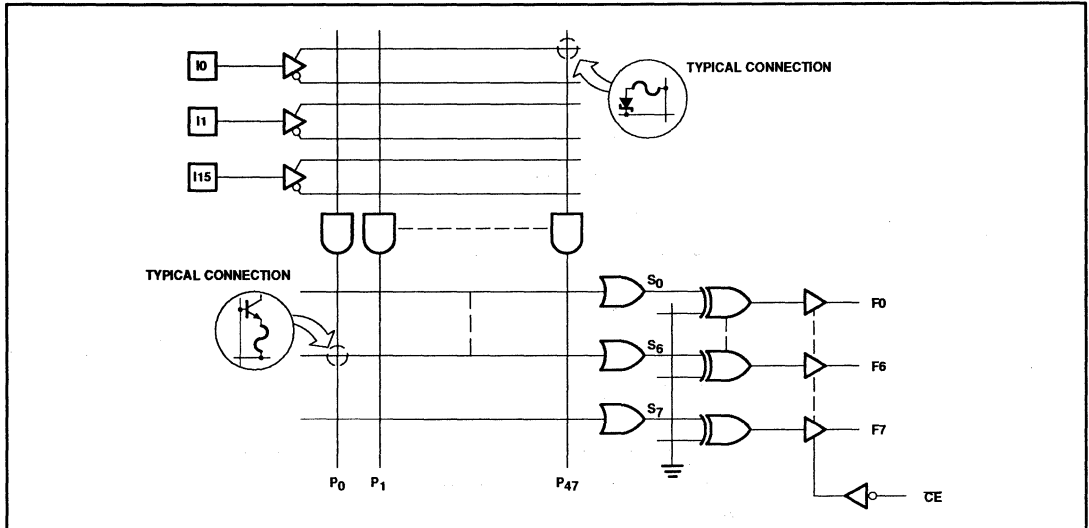 I0
TYPICAL CONNECTION
I1
I15
TYPICAL CONNECTION
S0
F0
S6
F6
S7
F7
P0 P1 P47
CE